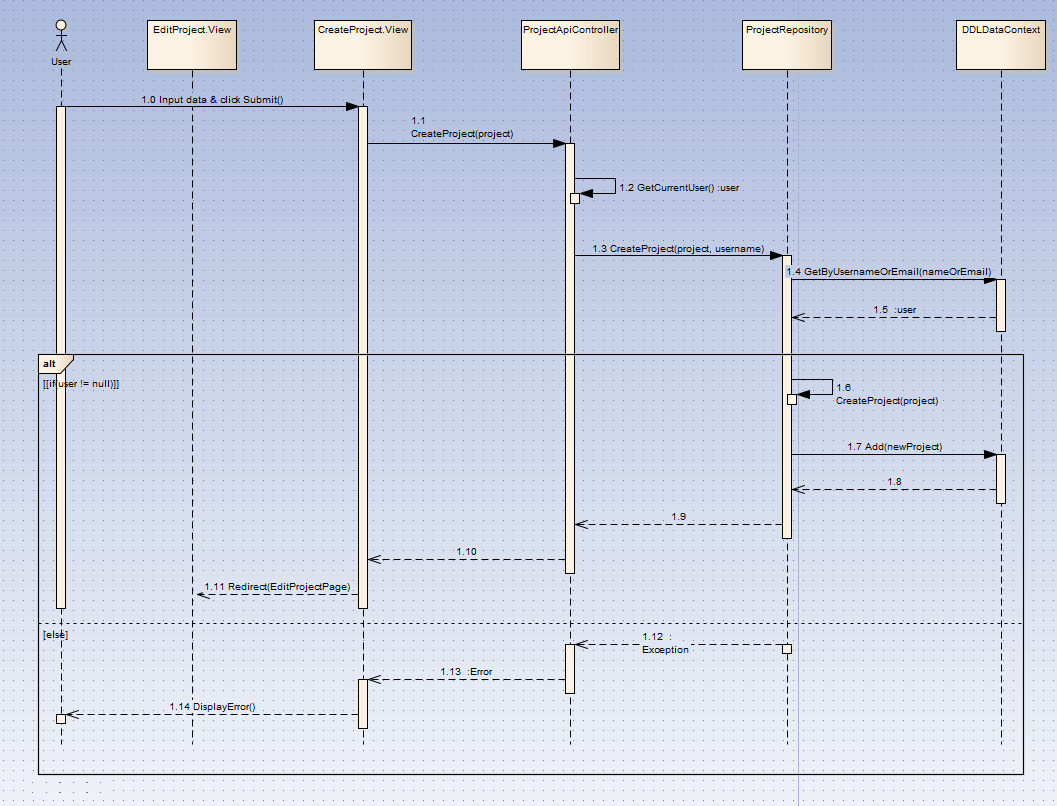 EditProject.View
CreateProject.View
ProjectApiController
ProjectRepository
DDLDataContext
User
1.0 Input data & click Submit()
1.1
CreateProject(project)
1.2 GetCurrentUser() :user
1.3 CreateProject(project, username)
1.4 GetByUsernameOrEmail(nameOrEmail)
1.5 :user
alt
[[if(user != null)]]
1.6
CreateProject(project)
1.7 Add(newProject)
1.8
1.9
1.10
1.11 Redirect(EditProjectPage)
[else]
1.12 :
Exception
1.13 :Error
1.14 DisplayError()